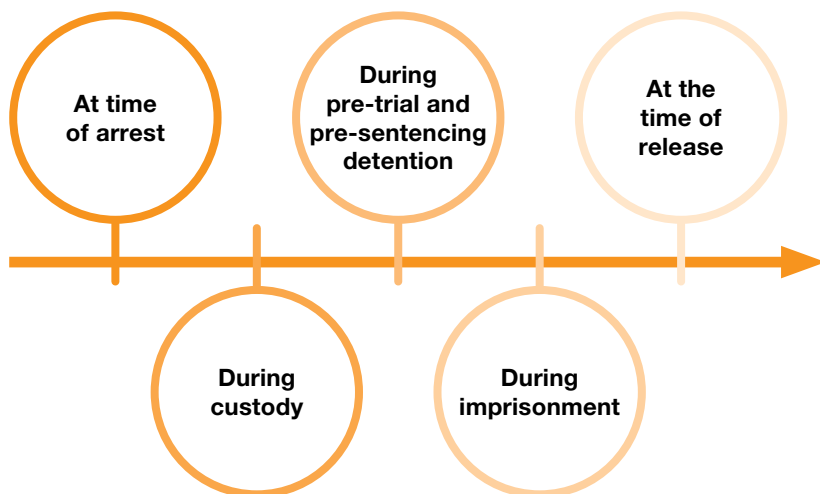 At time
of arrest
During
custody
During
pre-trial and
pre-sentencing
detention
During
imprisonment
At the
time of
release